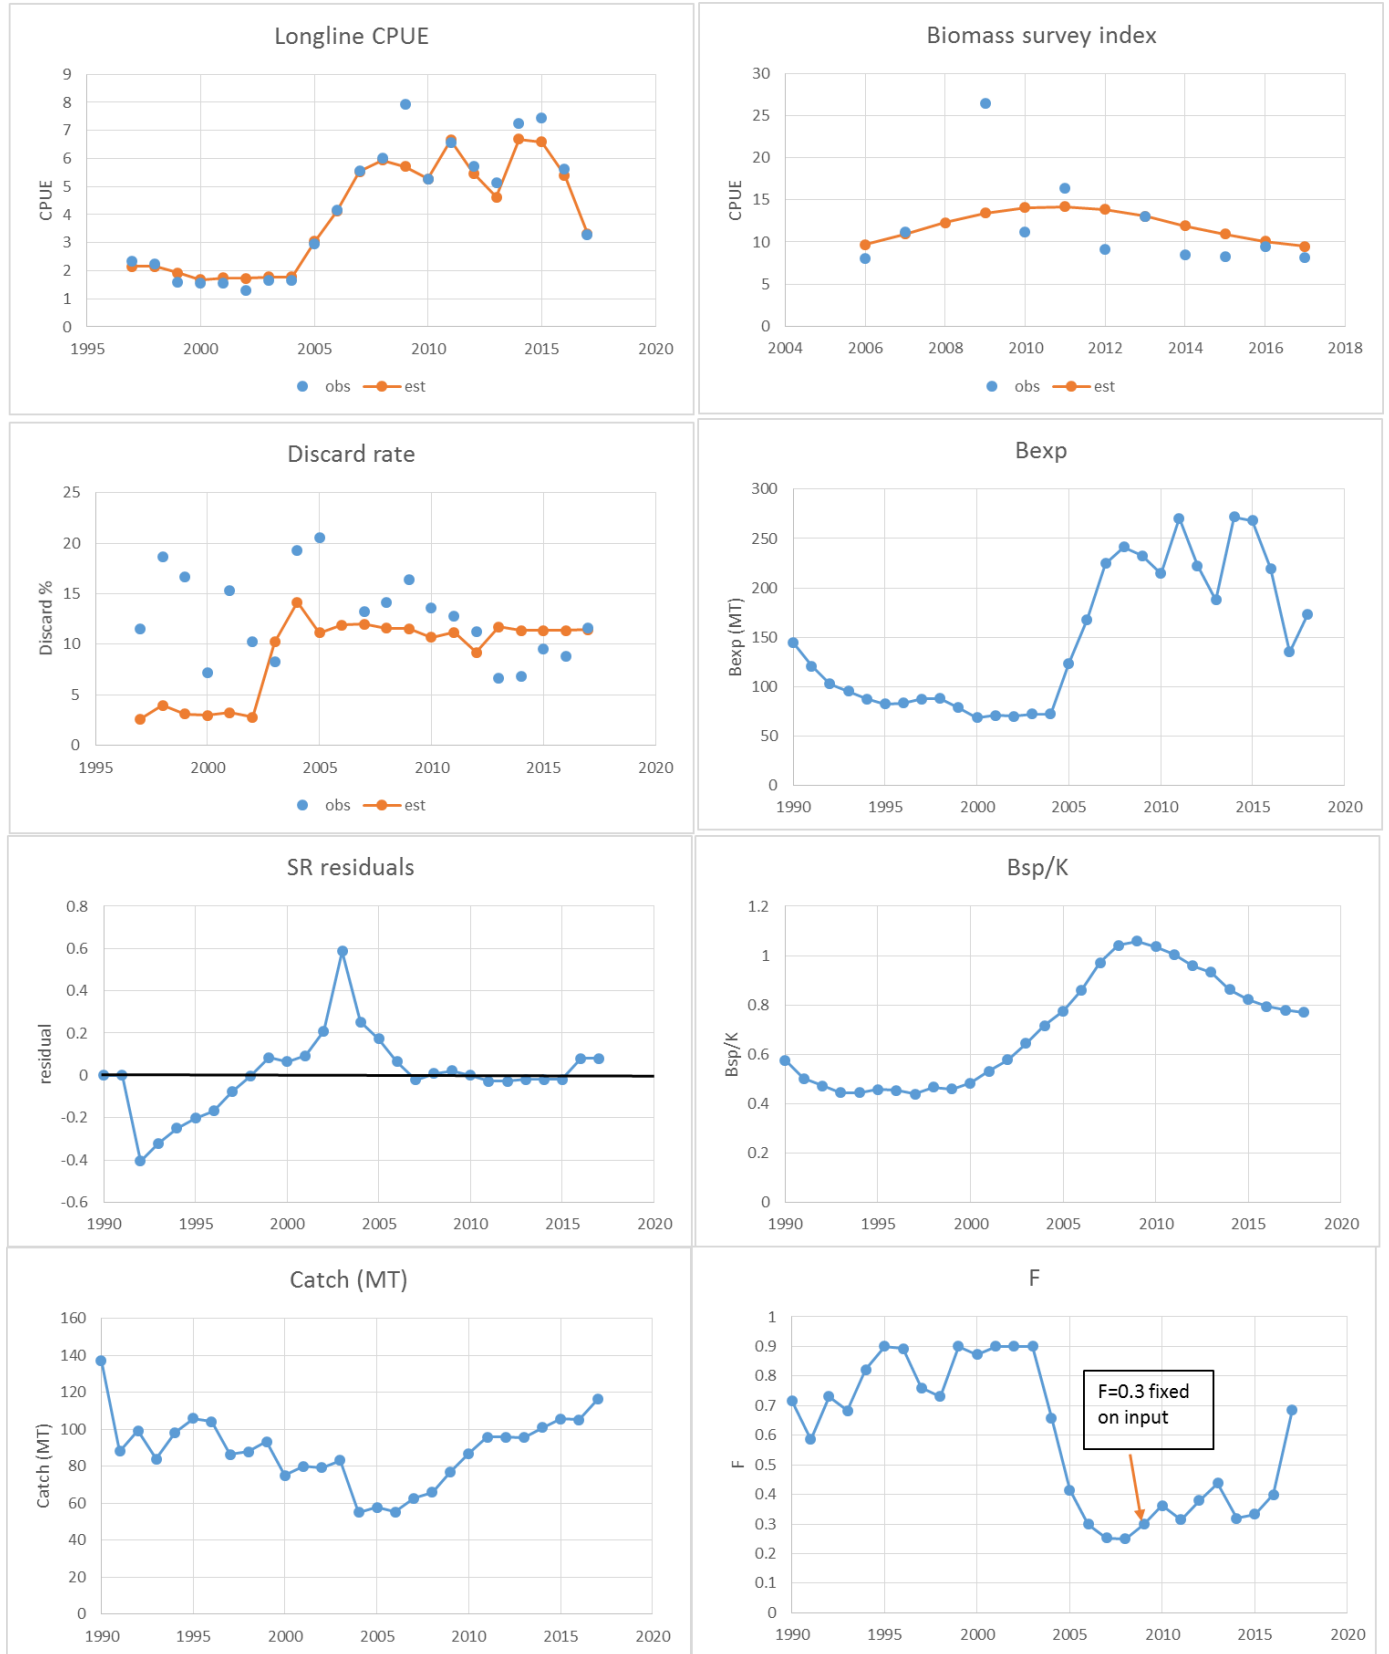 Longline CPUE
9
8
7
6
5
4
3
2
1
0
CPUE
1995 2000 2005 2010 2015 2020
obs est
Biomass survey index
30
25
20
15
10
5
0
CPUE
2004 2006 2008 2010 2012 2014 2016 2018
obs est
Discard rate
25
20
15
10
5
0
Discard %
1995 2000 2005 2010 2015 2020
obs est
Bexp
300
250
200
150
100
50
0
Bexp (MT)
1990 1995 2000 2005 2010 2015 2020
SR residuals
0.8
0.6
0.4
0.2
0
-0.2
-0.4
-0.6
residual
1990 1995 2000 2005 2010 2015 2020
Bsp/K
1.2
1
0.8
0.6
0.4
0.2
0
Bsp/K
1990 1995 2000 2005 2010 2015 2020
Catch (MT)
160
140
120
100
80
60
40
20
0
Catch (MT)
1990 1995 2000 2005 2010 2015 2020
F
1
0.9
0.8
0.7
0.6
0.5
0.4
0.3
0.2
0.1
0
F
F=0.3 fixed
on input
1990 1995 2000 2005 2010 2015 2020